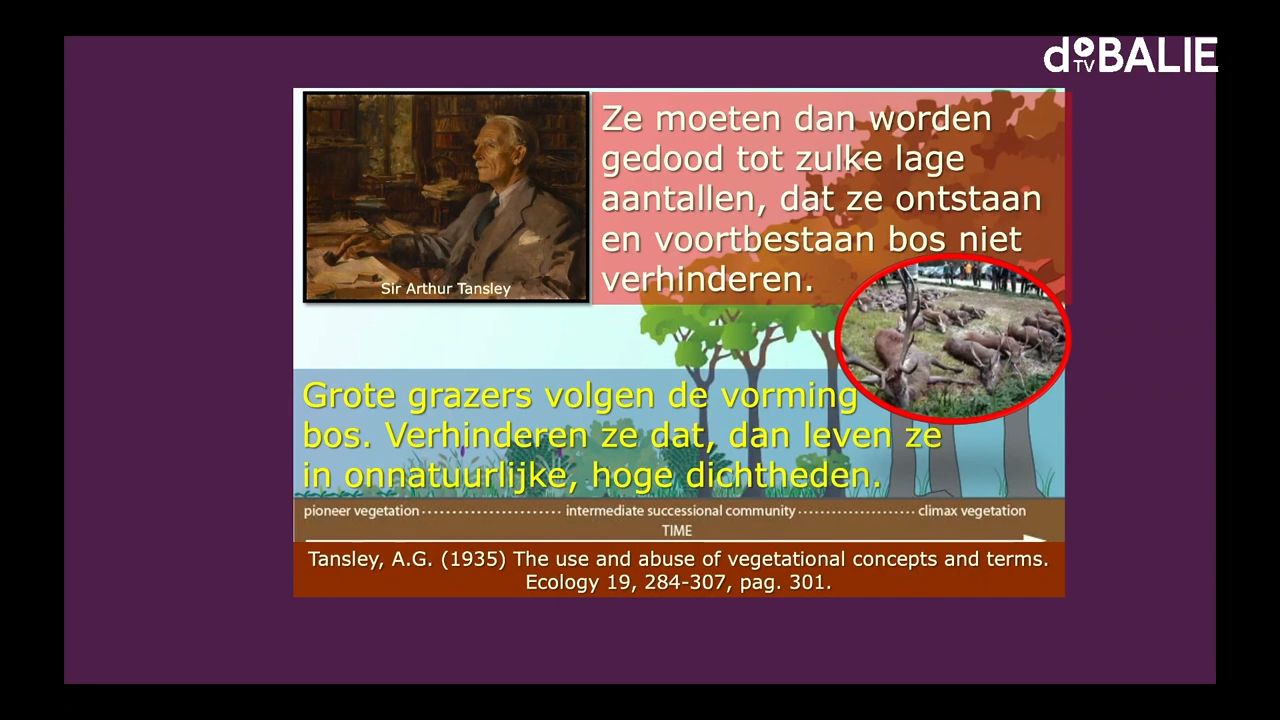 doBALIE
TV
Ze moeten dan worden
gedood tot zulke lage
aantallen, dat ze ontstaan
en voortbestaan bos niet
verhinderen.
Sir Arthur Tansley
Grote grazers volgen de vorming
bos. Verhinderen ze dat, dan leven ze
in onnatuurlijke, hoge dichtheden.
pioneer vegetation ........................ intermediate successional community .................... climax vegetation
TIME
Tansley, A.G. (1935) The use and abuse of vegetational concepts and terms.
Ecology 19, 284-307, pag. 301.